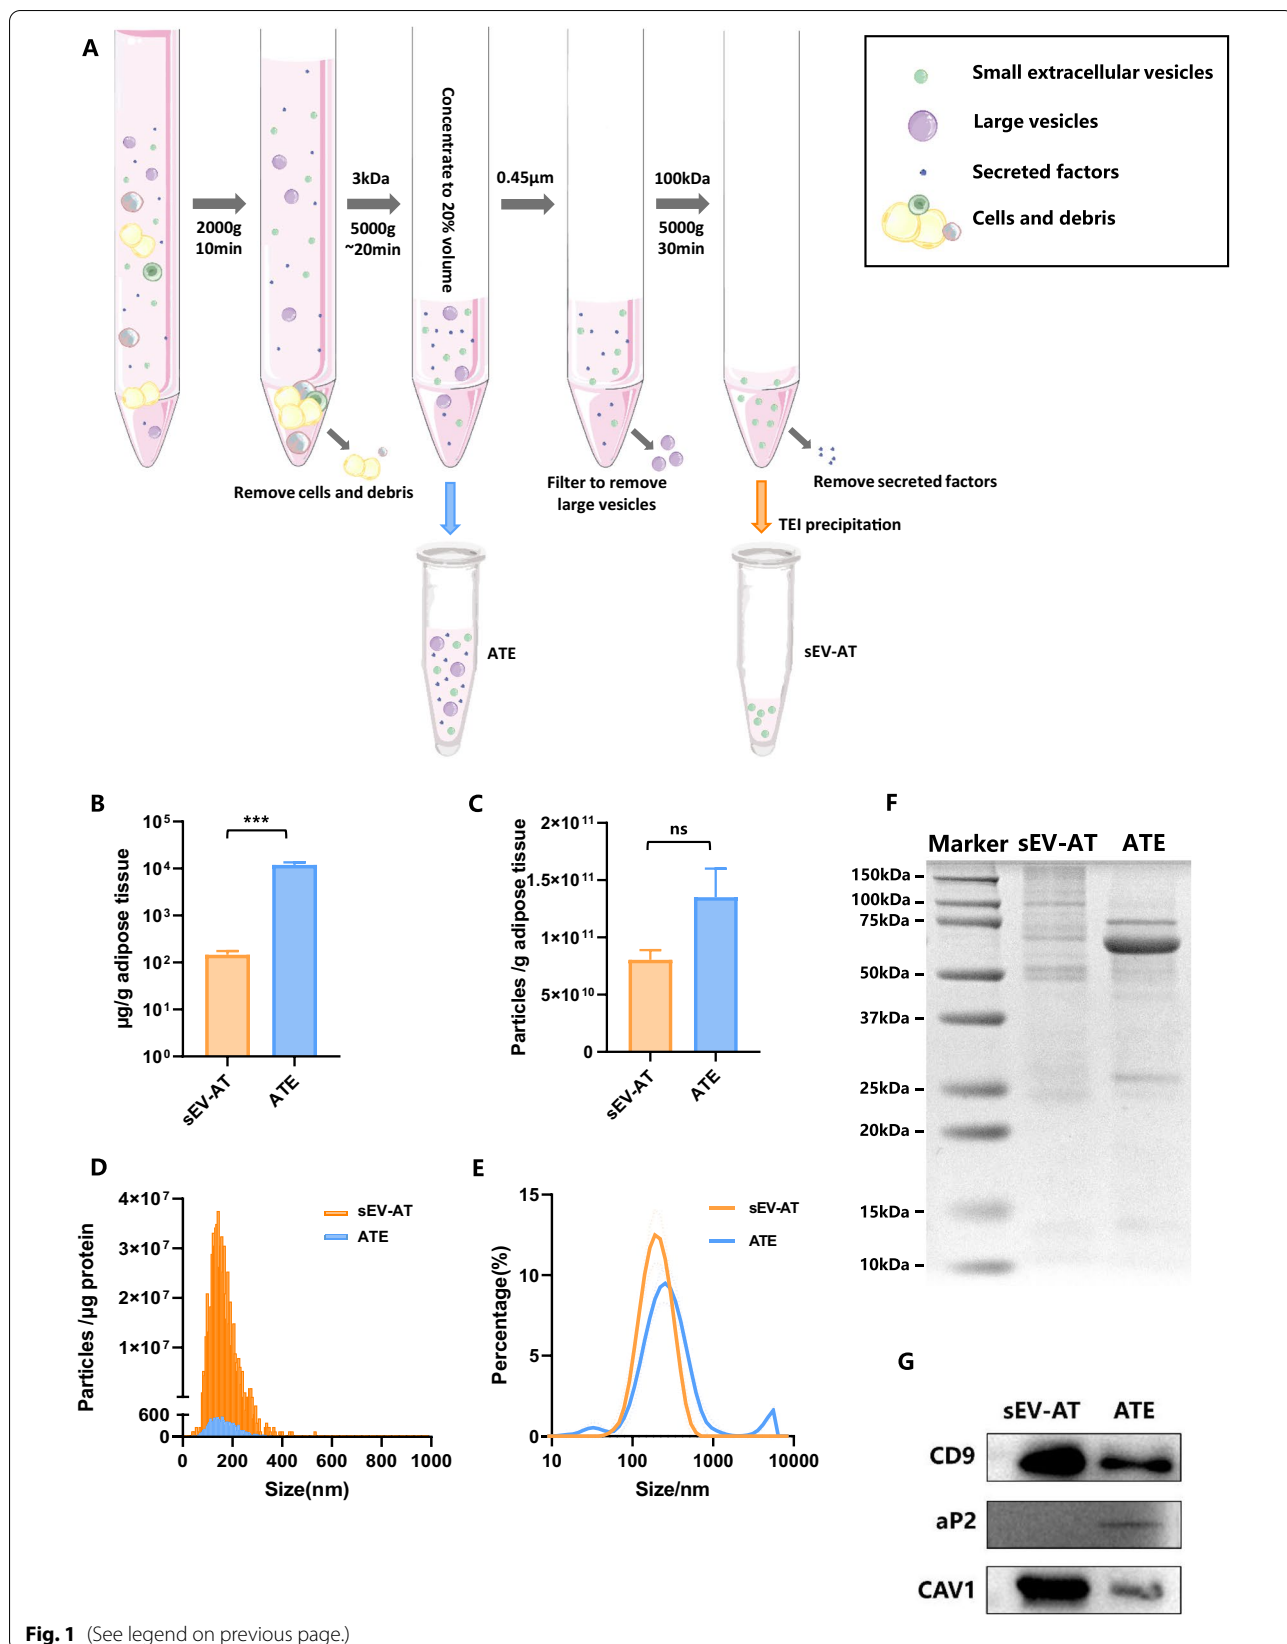 A
2000g
10min
3kDa
5000g
~20min
Concentrate to 20% volume
0.45µm
100kDa
5000g
30min
Small extracellular vesicles
Large vesicles
Secreted factors
Cells and debris
Remove cells and debris
Filter to remove
large vesicles
Remove secreted factors
TEI precipitation
ATE
sEV-AT
B
***
10⁵
10⁴
10³
10²
10¹
10⁰
µg/g adipose tissue
sEV-AT
ATE
C
ns
2×10¹¹
1.5×10¹¹
1×10¹¹
5×10¹⁰
0
Particles /g adipose tissue
sEV-AT
ATE
D
4×10⁷
3×10⁷
2×10⁷
1×10⁷
600
0
Particles /µg protein
sEV-AT
ATE
0 200 400 600 800 1000
Size(nm)
E
15
10
5
0
Percentage(%)
sEV-AT
ATE
10 100 1000 10000
Size/nm
F
Marker sEV-AT ATE
150kDa
100kDa
75kDa
50kDa
37kDa
25kDa
20kDa
15kDa
10kDa
G
sEV-AT ATE
CD9
aP2
CAV1
Fig. 1 (See legend on previous page.)